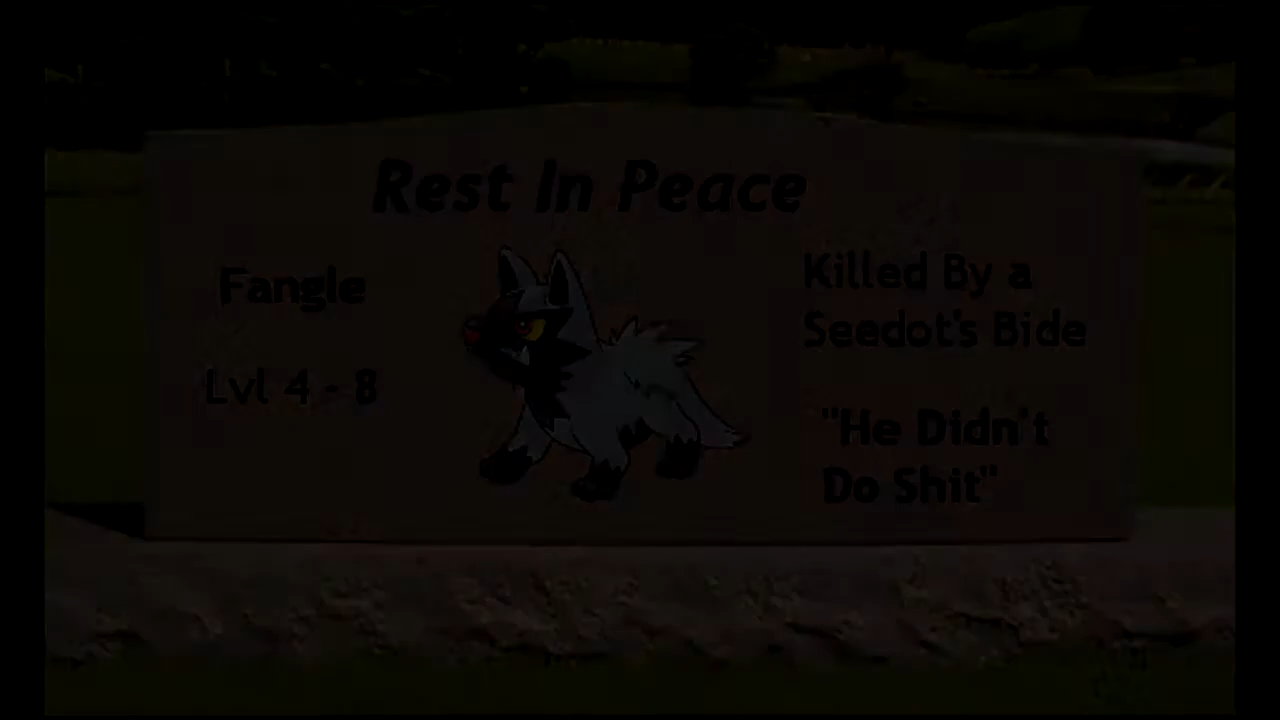 Rest In Peace
Fangle
Lvl 4 - 8
Killed By a
Seedot's Bide
"He Didn't
Do Shit"